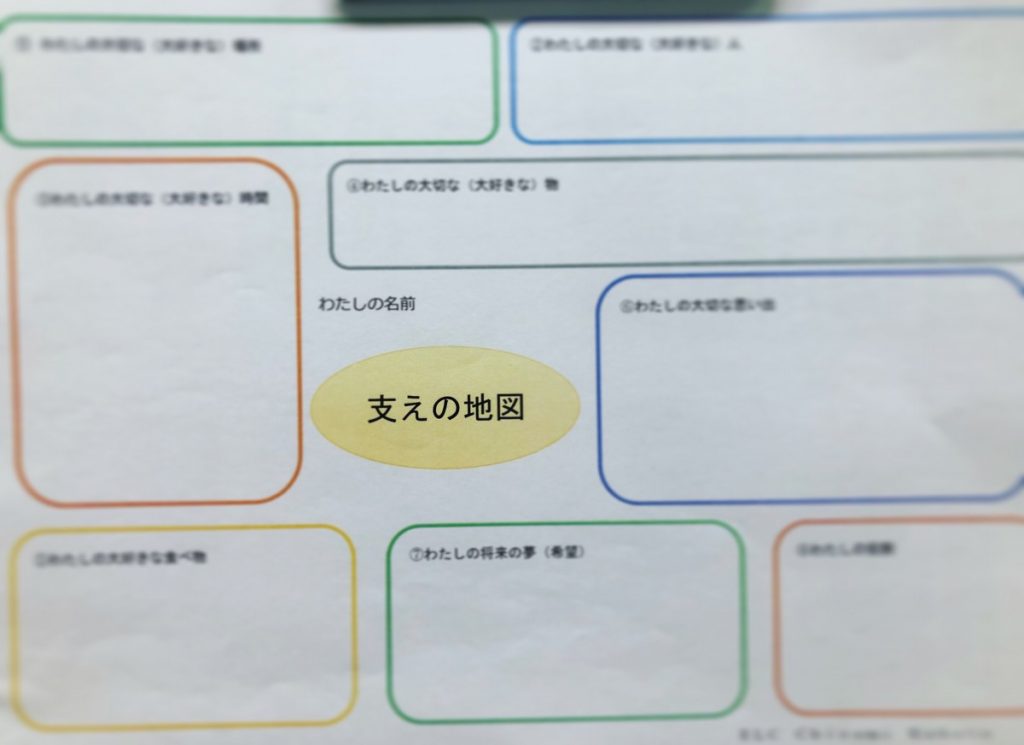 ① わたしの大切な（大好きな）場所
②わたしの大切な（大好きな）人
③わたしの大切な（大好きな）時間
④わたしの大切な（大好きな）物
わたしの名前
支えの地図
⑥わたしの大切な思い出
わたしの大好きな食べ物
⑦わたしの将来の夢（希望）
⑧わたしの